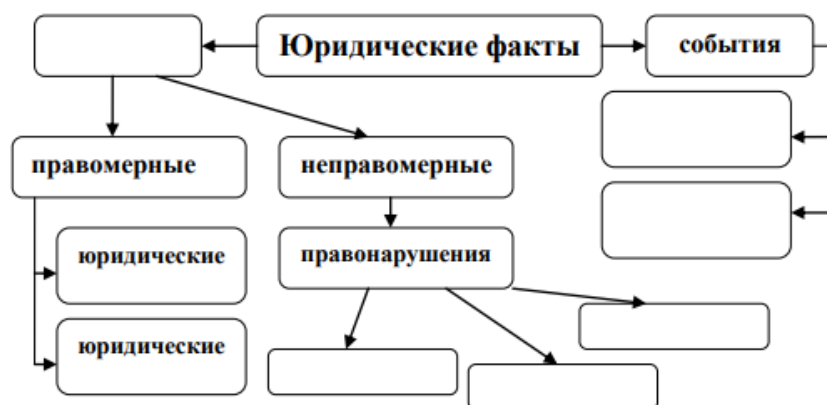 Юридические факты
события
правомерные
неправомерные
юридические
правонарушения
юридические